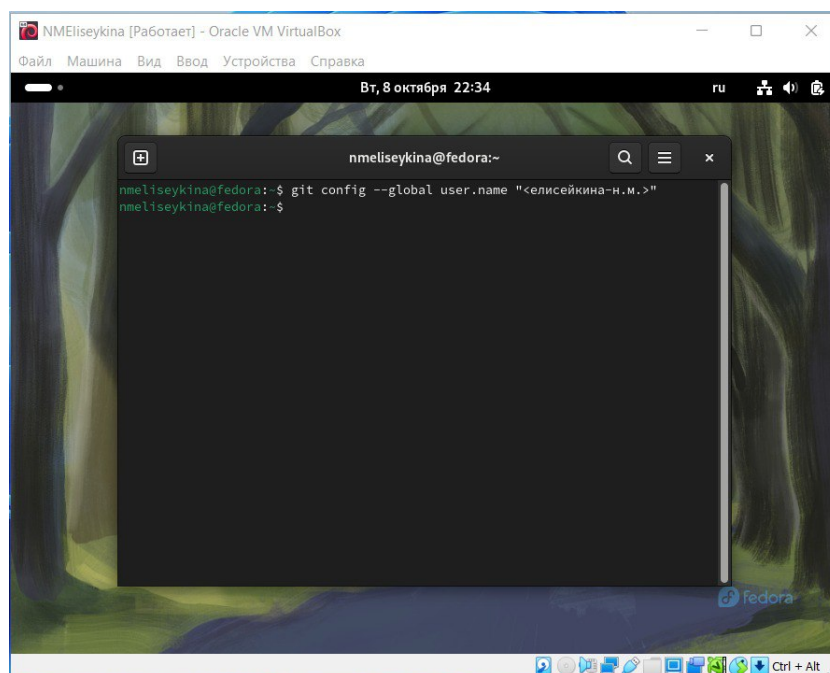 NMEliseykina [Работает] - Oracle VM VirtualBox
Файл Машина Вид Ввод Устройства Справка
Вт, 8 октября 22:34 ru
nmeliseykina@fedora:~
nmeliseykina@fedora:~$ git config --global user.name "<елисейкина-н.м.>"
nmeliseykina@fedora:~$
fedora
Ctrl + Alt